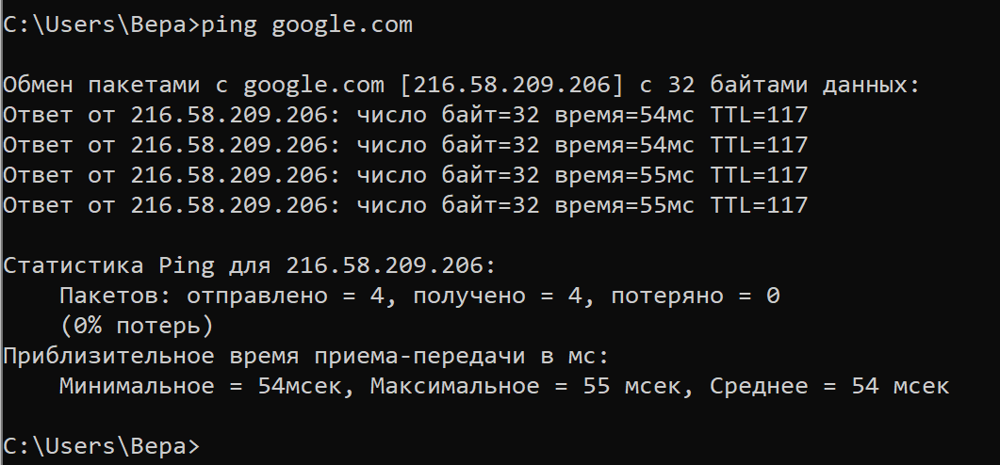 C:\Users\Вера>ping google.com
Обмен пакетами с google.com [216.58.209.206] с 32 байтами данных:
Ответ от 216.58.209.206: число байт=32 время=54мс TTL=117
Ответ от 216.58.209.206: число байт=32 время=54мс TTL=117
Ответ от 216.58.209.206: число байт=32 время=55мс TTL=117
Ответ от 216.58.209.206: число байт=32 время=55мс TTL=117
Статистика Ping для 216.58.209.206:
    Пакетов: отправлено = 4, получено = 4, потеряно = 0
    (0% потерь)
Приблизительное время приема-передачи в мс:
    Минимальное = 54мсек, Максимальное = 55 мсек, Среднее = 54 мсек
C:\Users\Вера>